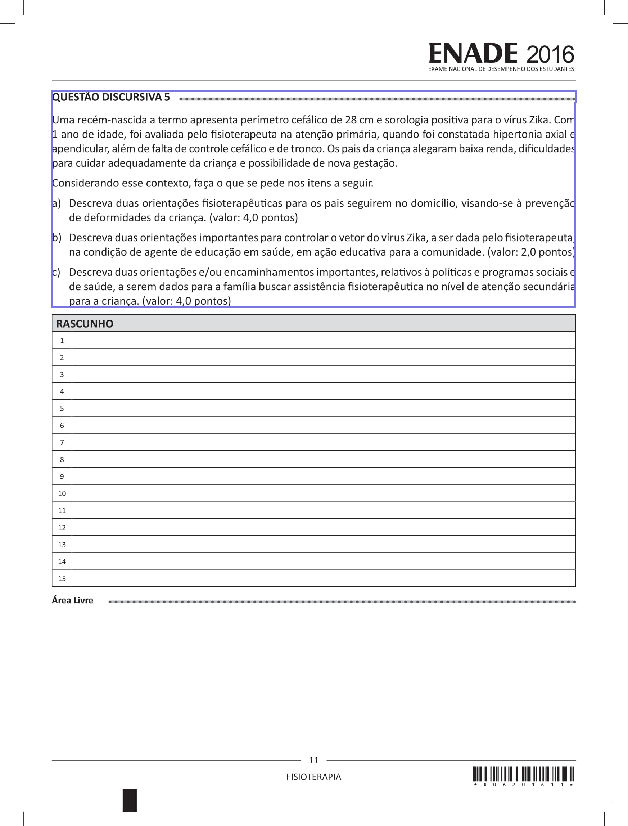 ENADE 2016
EXAME NACIONAL DE DESEMPENHO DOS ESTUDANTES
QUESTÃO DISCURSIVA 5
Uma recém-nascida a termo apresenta perímetro cefálico de 28 cm e sorologia positiva para o vírus Zika. Com
1 ano de idade, foi avaliada pelo fisioterapeuta na atenção primária, quando foi constatada hipertonia axial e
apendicular, além de falta de controle cefálico e de tronco. Os pais da criança alegaram baixa renda, dificuldades
para cuidar adequadamente da criança e possibilidade de nova gestação.
Considerando esse contexto, faça o que se pede nos itens a seguir.
a) Descreva duas orientações fisioterapêuticas para os pais seguirem no domicílio, visando-se à prevenção
de deformidades da criança. (valor: 4,0 pontos)
b) Descreva duas orientações importantes para controlar o vetor do vírus Zika, a ser dada pelo fisioterapeuta,
na condição de agente de educação em saúde, em ação educativa para a comunidade. (valor: 2,0 pontos)
c) Descreva duas orientações e/ou encaminhamentos importantes, relativos à políticas e programas sociais e
de saúde, a serem dados para a família buscar assistência fisioterapêutica no nível de atenção secundária
para a criança. (valor: 4,0 pontos)
RASCUNHO
1
2
3
4
5
6
7
8
9
10
11
12
13
14
15
Área Livre
11
FISIOTERAPIA